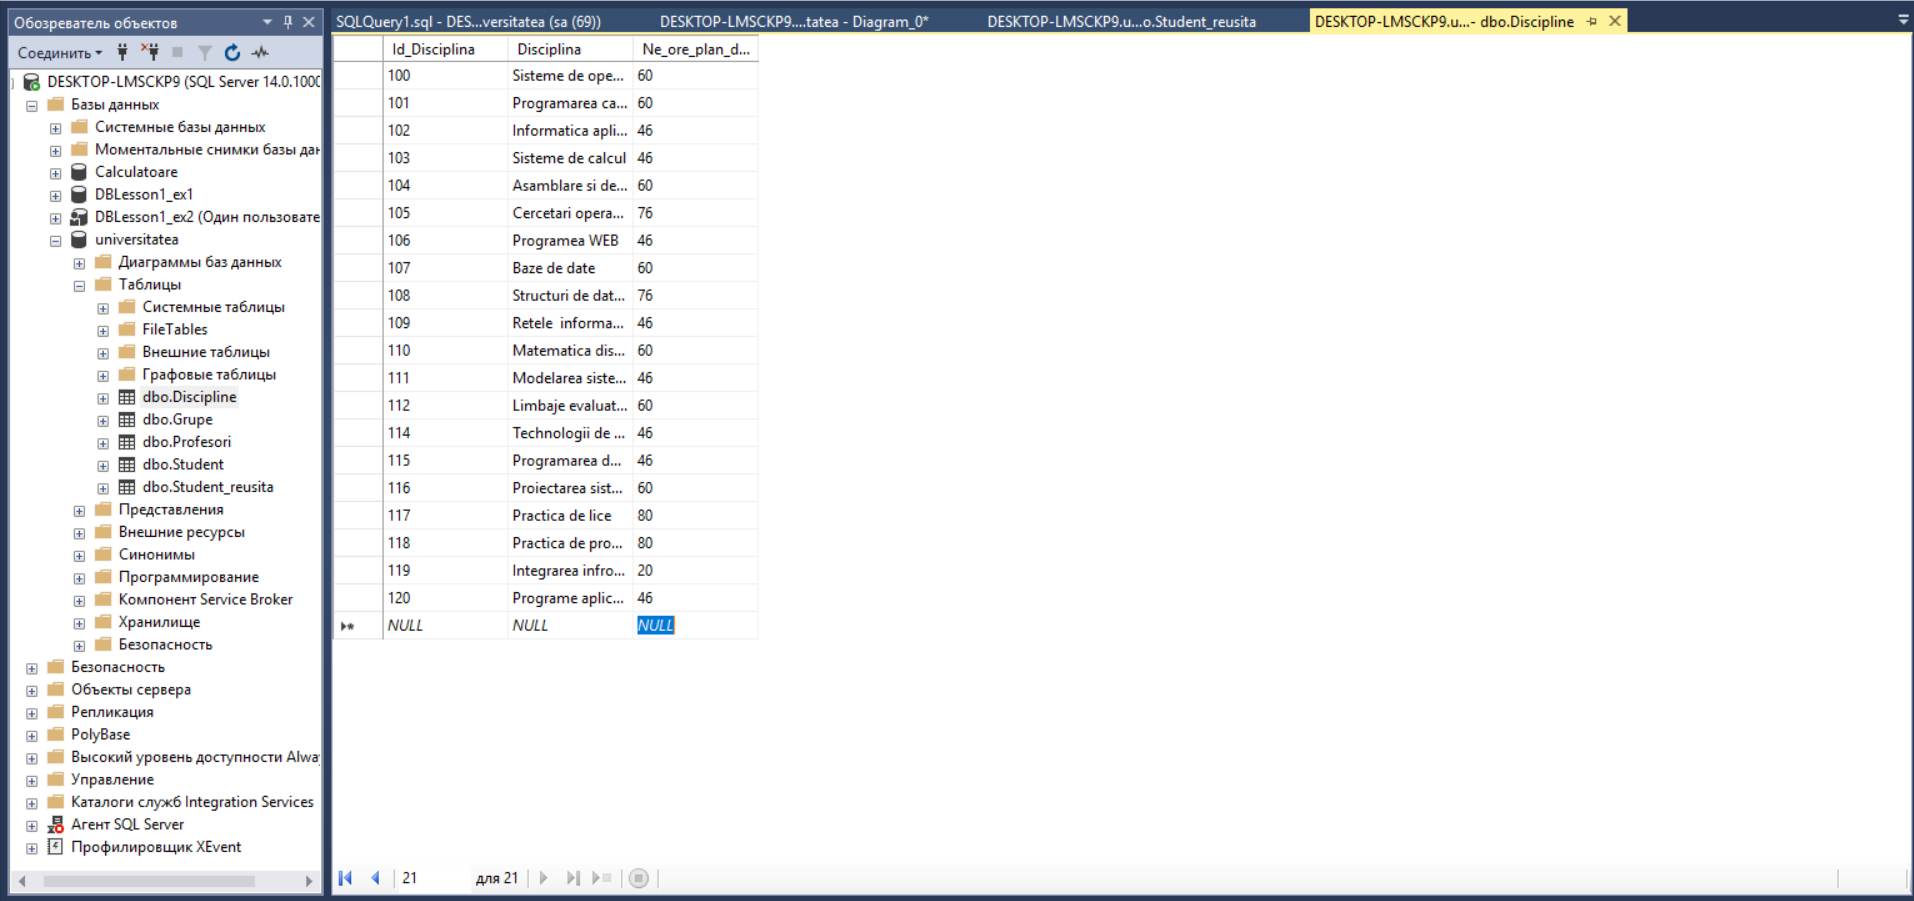 Обозреватель объектов
Соединить
DESKTOP-LMSCKP9 (SQL Server 14.0.100
Базы данных
Системные базы данных
Моментальные снимки базы дан
Calculatoare
DBLesson1_ex1
DBLesson1_ex2 (Один пользовате
universitatea
Диаграммы баз данных
Таблицы
Системные таблицы
FileTables
Внешние таблицы
Графовые таблицы
dbo.Discipline
dbo.Grupe
dbo.Profesori
dbo.Student
dbo.Student_reusita
Представления
Внешние ресурсы
Синонимы
Программирование
Компонент Service Broker
Хранилище
Безопасность
Безопасность
Объекты сервера
Репликация
PolyBase
Высокий уровень доступности Alwa
Управление
Каталоги служб Integration Services
Агент SQL Server
Профилировщик XEvent
SQLQuery1.sql - DES...versitatea (sa (69)) DESKTOP-LMSCKP9....tatea - Diagram_0* DESKTOP-LMSCKP9.u...o.Student_reusita DESKTOP-LMSCKP9.u...- dbo.Discipline
Id_Disciplina Disciplina Ne_ore_plan_d...
100 Sisteme de ope... 60
101 Programarea ca... 60
102 Informatica apli... 46
103 Sisteme de calcul 46
104 Asamblare si de... 60
105 Cercetari opera... 76
106 Programea WEB 46
107 Baze de date 60
108 Structuri de dat... 76
109 Retele informa... 46
110 Matematica dis... 60
111 Modelarea siste... 46
112 Limbaje evaluat... 60
114 Technologii de ... 46
115 Programarea d... 46
116 Proiectarea sist... 60
117 Practica de lice 80
118 Practica de pro... 80
119 Integrarea infro... 20
120 Programe aplic... 46
NULL NULL NULL
21 для 21